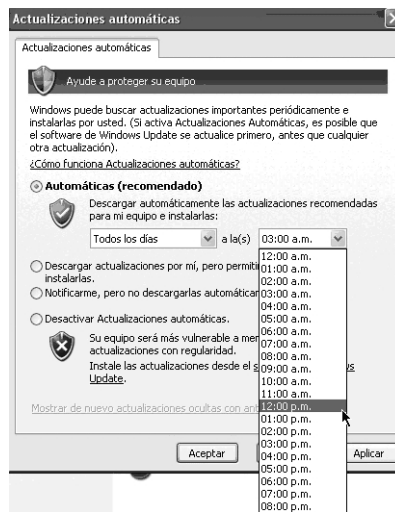 Actualizaciones automáticas
Actualizaciones automáticas
Ayude a proteger su equipo
Windows puede buscar actualizaciones importantes periódicamente e
instalarlas por usted. (Si activa Actualizaciones Automáticas, es posible que
el software de Windows Update se actualice primero, antes que cualquier
otra actualización).
¿Cómo funciona Actualizaciones automáticas?
Automáticas (recomendado)
Descargar automáticamente las actualizaciones recomendadas
para mi equipo e instalarlas:
Todos los días a la(s) 03:00 a.m.
Descargar actualizaciones por mí, pero
instalarlas.
Notificarme, pero no descargarlas
Desactivar Actualizaciones automáticas.
Su equipo será más vulnerable a
actualizaciones con regularidad.
Instale las actualizaciones desde el
Update.
Mostrar de nuevo actualizaciones ocultas con
12:00 a.m.
01:00 a.m.
02:00 a.m.
03:00 a.m.
04:00 a.m.
05:00 a.m.
06:00 a.m.
07:00 a.m.
08:00 a.m.
09:00 a.m.
10:00 a.m.
11:00 a.m.
12:00 p.m.
01:00 p.m.
02:00 p.m.
03:00 p.m.
04:00 p.m.
05:00 p.m.
06:00 p.m.
07:00 p.m.
08:00 p.m.
Aceptar
Aplicar